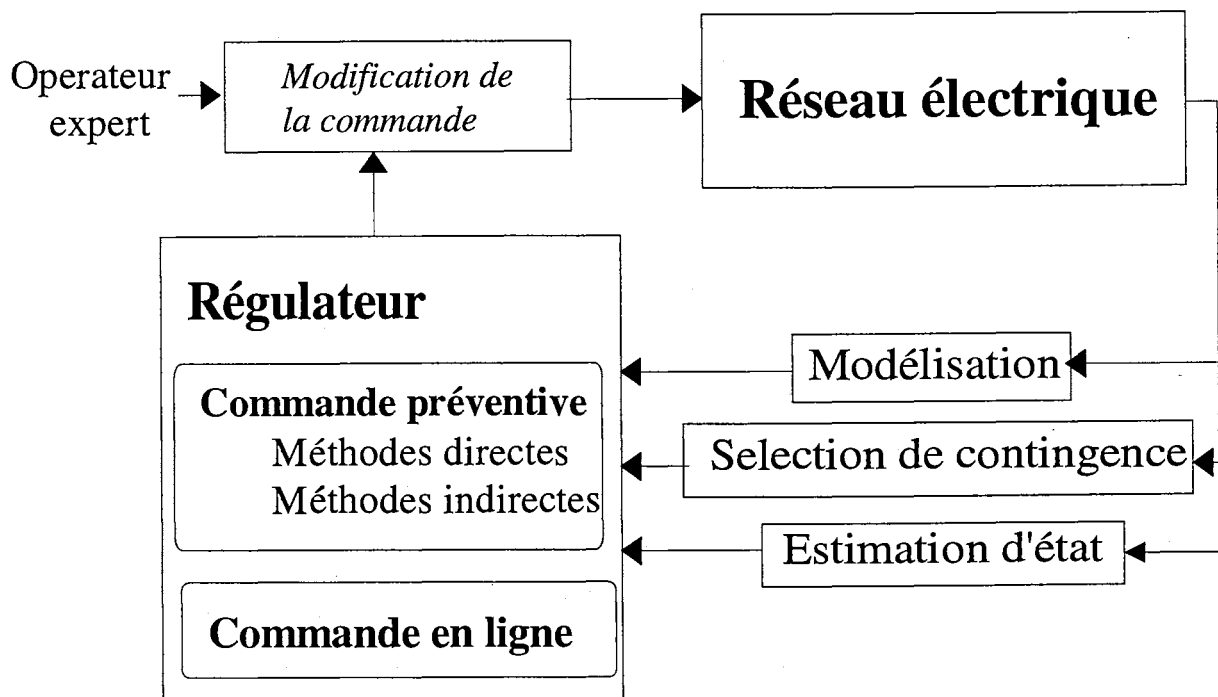 Operateur
expert
Modification de
la commande
Réseau électrique
Régulateur
Commande préventive
Méthodes directes
Méthodes indirectes
Commande en ligne
Modélisation
Selection de contingence
Estimation d'état